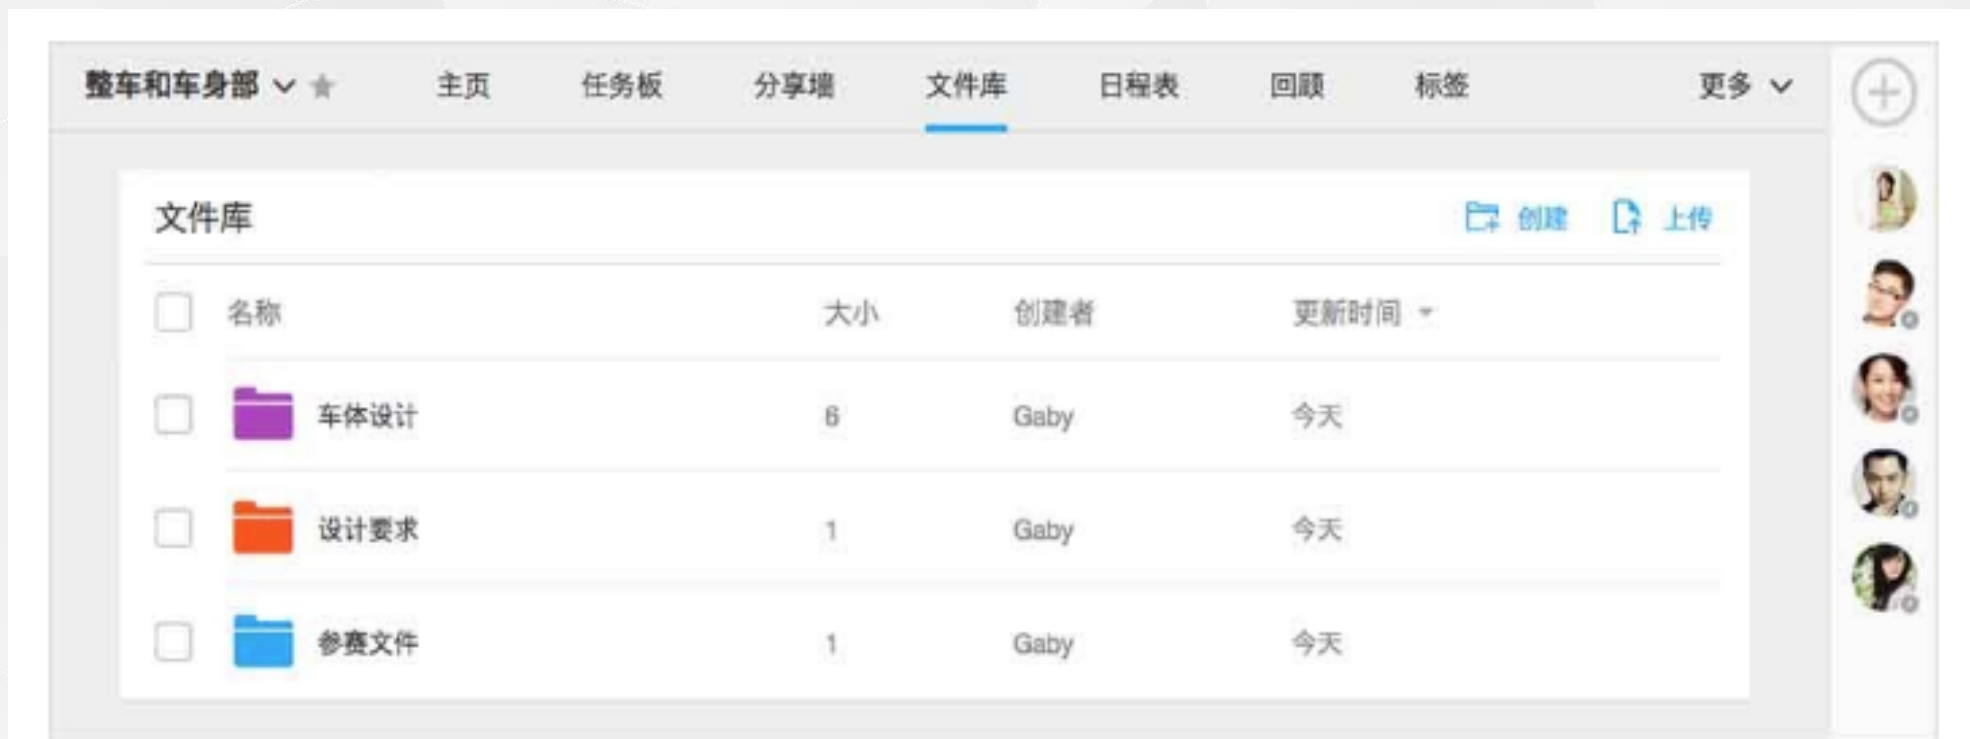 整车和车身部 主页 任务板 分享墙 文件库 日程表 回顾 标签 更多
文件库 创建 上传
名称 大小 创建者 更新时间
车体设计 6 Gaby 今天
设计要求 1 Gaby 今天
参赛文件 1 Gaby 今天